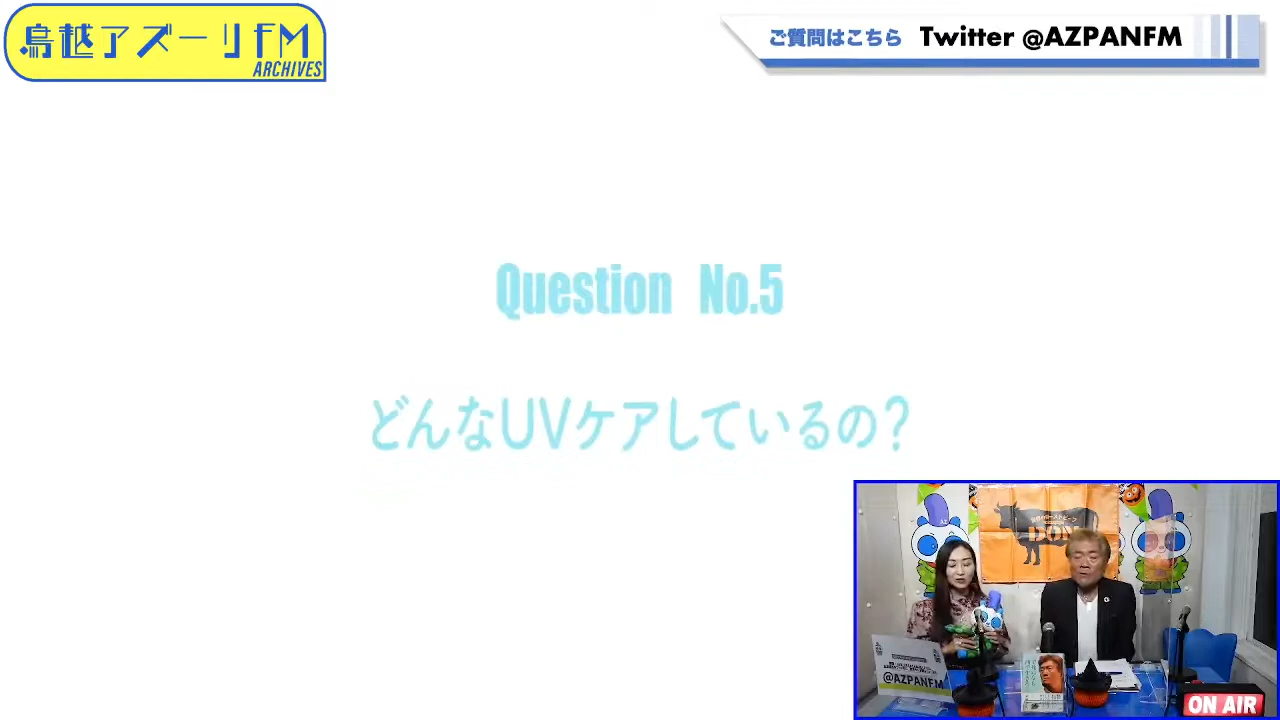 鳥越アズーリFM
ARCHIVES
ご質問はこちら Twitter @AZPANFM
Question No.5
どんなUVケアしているの?
DON
@AZPANFM
ON AIR